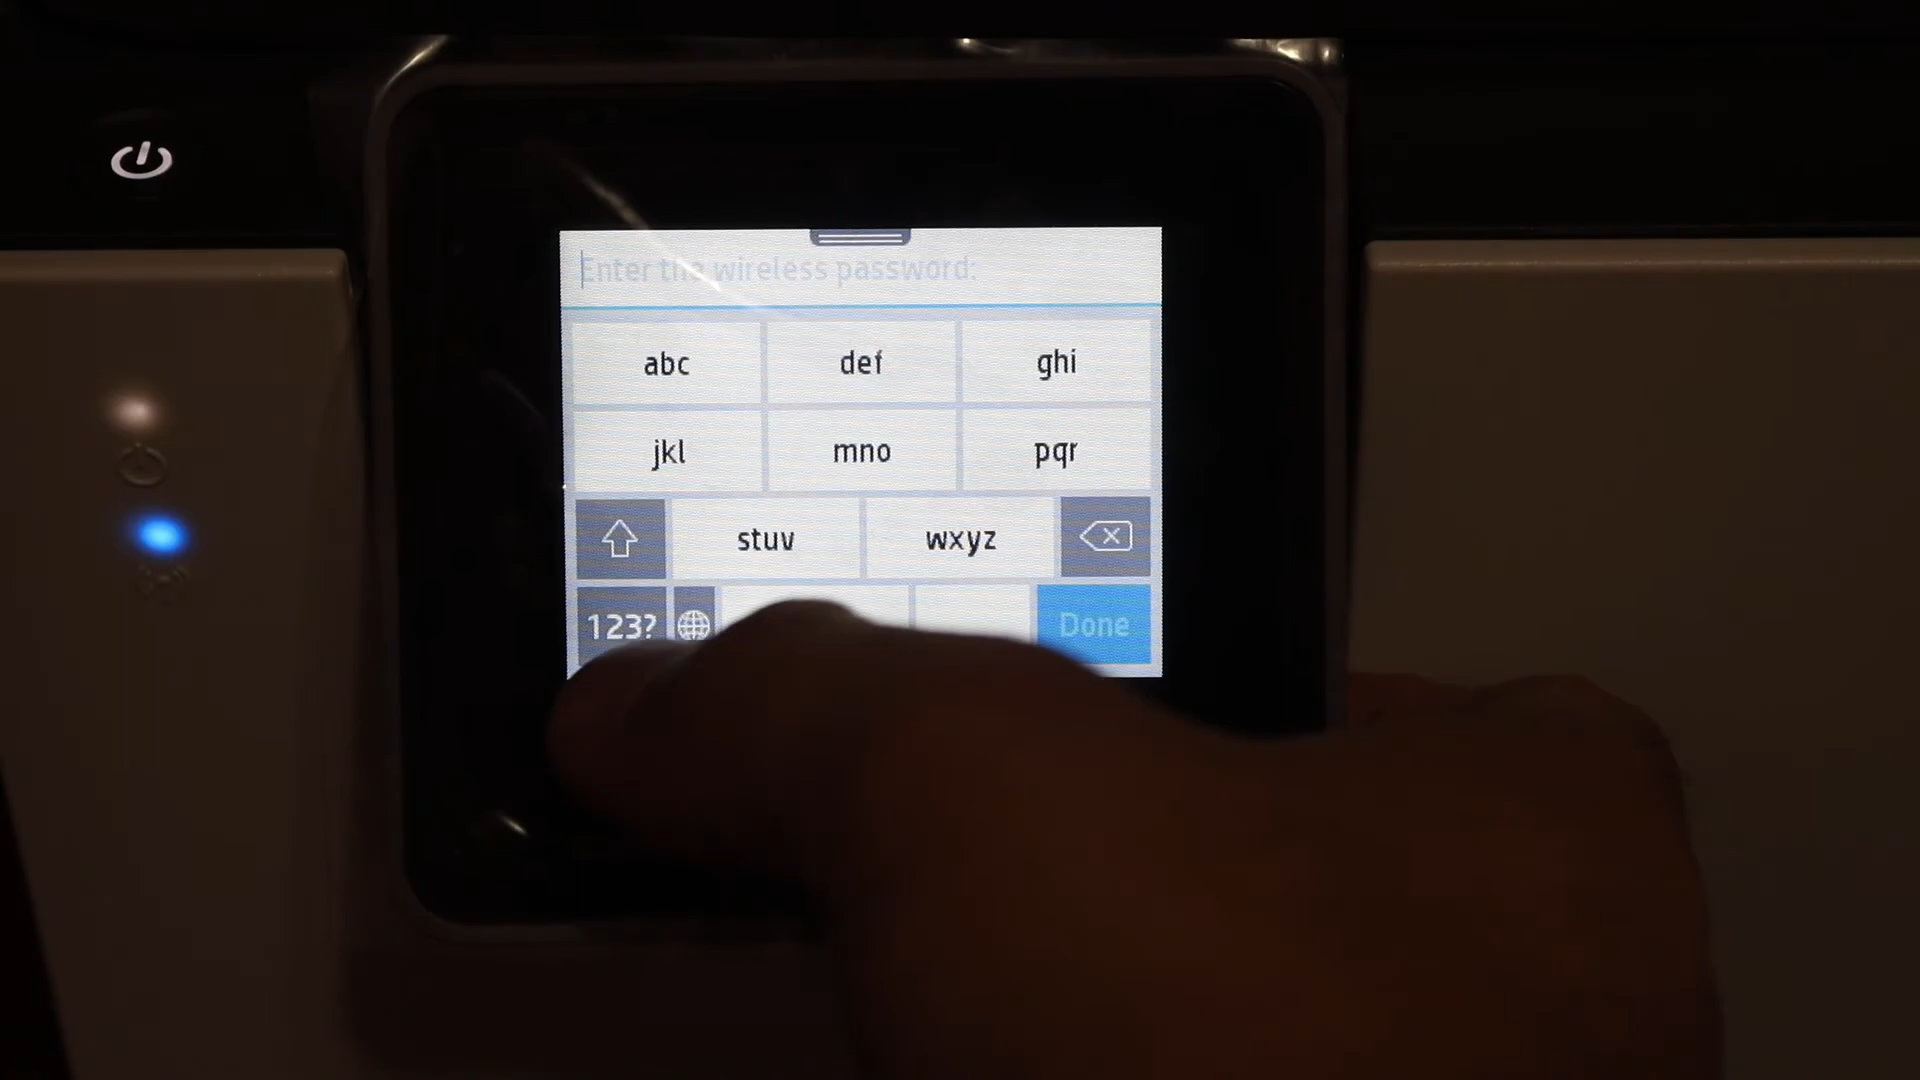 Enter the wireless password:
abc def ghi
jkl mno pqr
stuv wxyz
123? Done